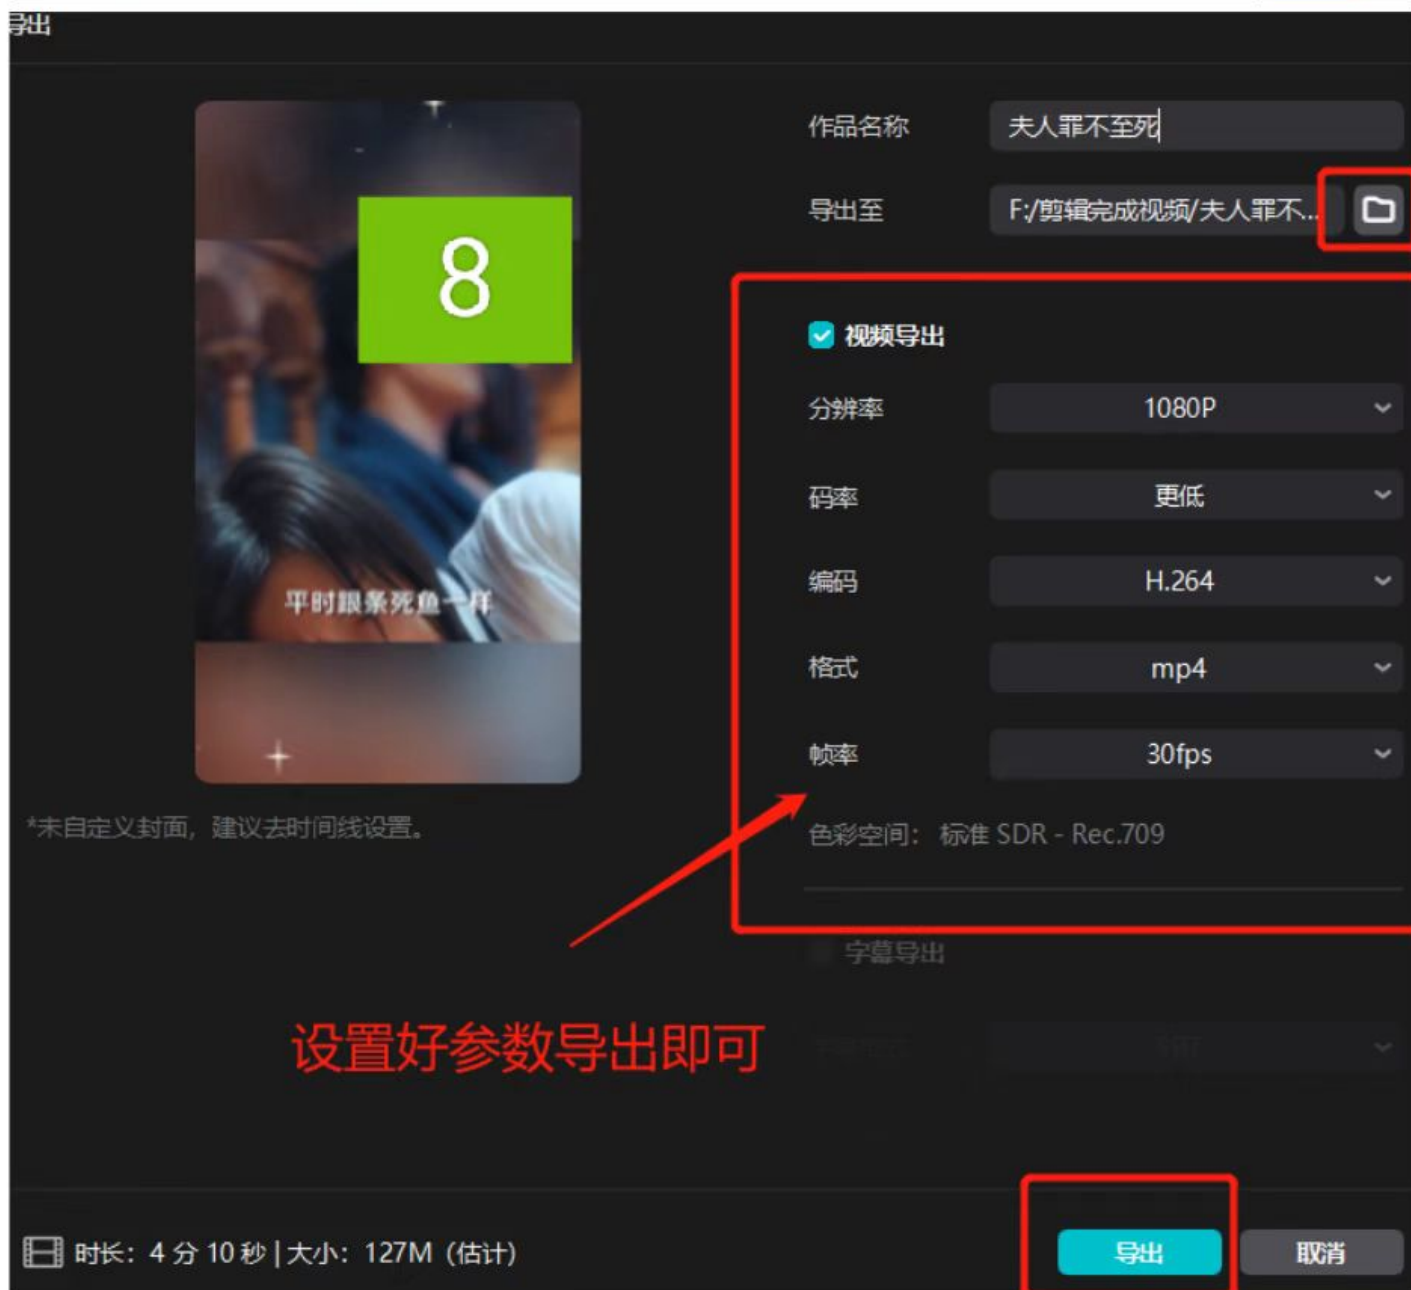 导出
作品名称
夫人罪不至死
导出至
F:/剪辑完成视频/夫人罪不...
8
视频导出
分辨率
1080P
码率
更低
编码
H.264
平时跟条死鱼一样
格式
mp4
帧率
30fps
*未自定义封面，建议去时间线设置。
色彩空间： 标准 SDR - Rec.709
字幕导出
设置好参数导出即可
时长：4 分 10 秒 | 大小：127M（估计）
导出
取消